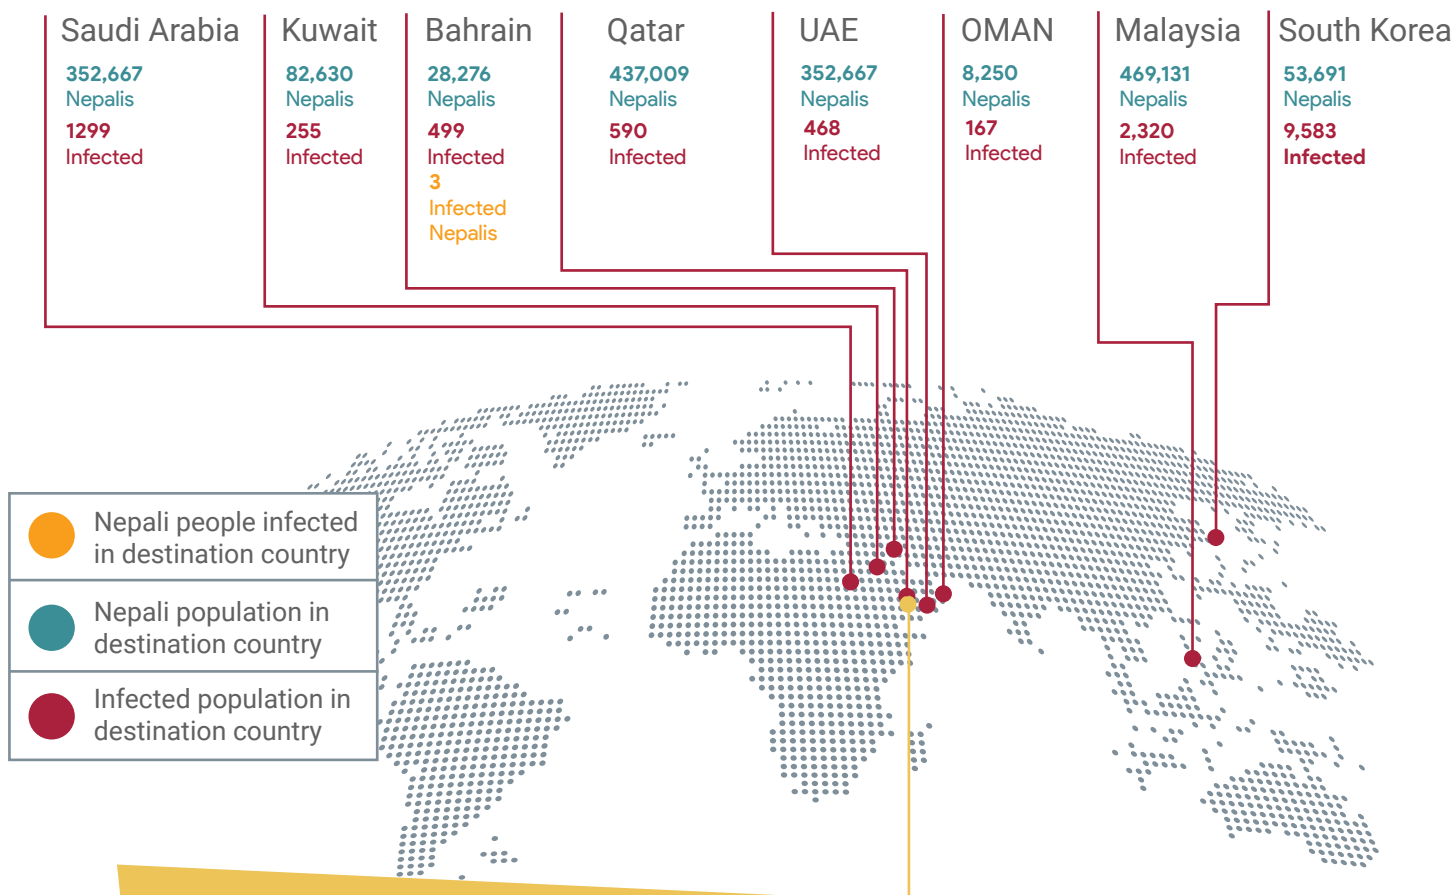 Saudi Arabia
352,667
Nepalis
1299
Infected
Kuwait
82,630
Nepalis
255
Infected
Bahrain
28,276
Nepalis
499
Infected
3
Infected
Nepalis
Qatar
437,009
Nepalis
590
Infected
UAE
352,667
Nepalis
468
Infected
OMAN
8,250
Nepalis
167
Infected
Malaysia
469,131
Nepalis
2,320
Infected
South Korea
53,691
Nepalis
9,583
Infected
Nepali people infected
in destination country
Nepali population in
destination country
Infected population in
destination country